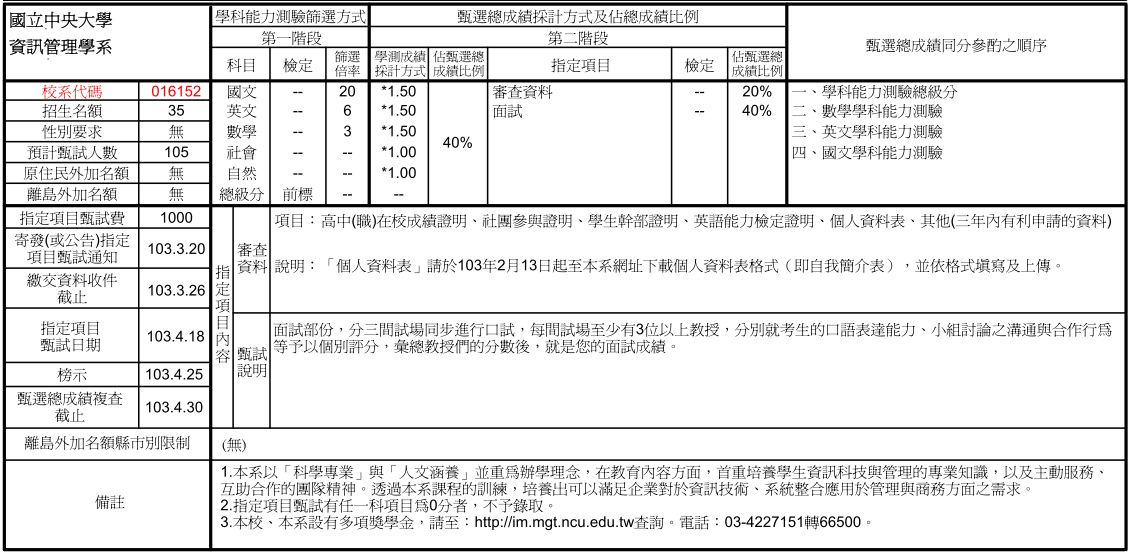 國立中央大學
資訊管理學系
學科能力測驗篩選方式
甄選總成績採計方式及佔總成績比例
甄選總成績同分參酌之順序
第一階段
第二階段
科目 檢定 篩選倍率 學測成績採計方式 佔甄選總成績比例 指定項目 檢定 佔甄選總成績比例
校系代碼 016152 國文 -- 20 *1.50 40% 審查資料 -- 20% 一、學科能力測驗總級分
招生名額 35 英文 -- 6 *1.50 面試 -- 40% 二、數學學科能力測驗
性別要求 無 數學 -- 3 *1.50 三、英文學科能力測驗
預計甄試人數 105 社會 -- -- *1.00 四、國文學科能力測驗
原住民外加名額 無 自然 -- -- *1.00
離島外加名額 無 總級分 前標 -- --
指定項目甄試費 1000
寄發(或公告)指定
項目甄試通知 103.3.20
繳交資料收件
截止 103.3.26
指定項目
甄試日期 103.4.18
榜示 103.4.25
甄選總成績複查
截止 103.4.30
指定項目內容
審查資料
項目：高中(職)在校成績證明、社團參與證明、學生幹部證明、英語能力檢定證明、個人資料表、其他(三年內有利申請的資料)
說明：「個人資料表」請於103年2月13日起至本系網址下載個人資料表格式（即自我簡介表），並依格式填寫及上傳。
甄試說明
面試部份，分三間試場同步進行口試，每間試場至少有3位以上教授，分別就考生的口語表達能力、小組討論之溝通與合作行為
等予以個別評分，彙總教授們的分數後，就是您的面試成績。
離島外加名額縣市別限制 (無)
備註
1.本系以「科學專業」與「人文涵養」並重為辦學理念，在教育內容方面，首重培養學生資訊科技與管理的專業知識，以及主動服務、
互助合作的團隊精神。透過本系課程的訓練，培養出可以滿足企業對於資訊技術、系統整合應用於管理與商務方面之需求。
2.指定項目甄試有任一科項目為0分者，不予錄取。
3.本校、本系設有多項獎學金，請至：http://im.mgt.ncu.edu.tw查詢。電話：03-4227151轉66500。